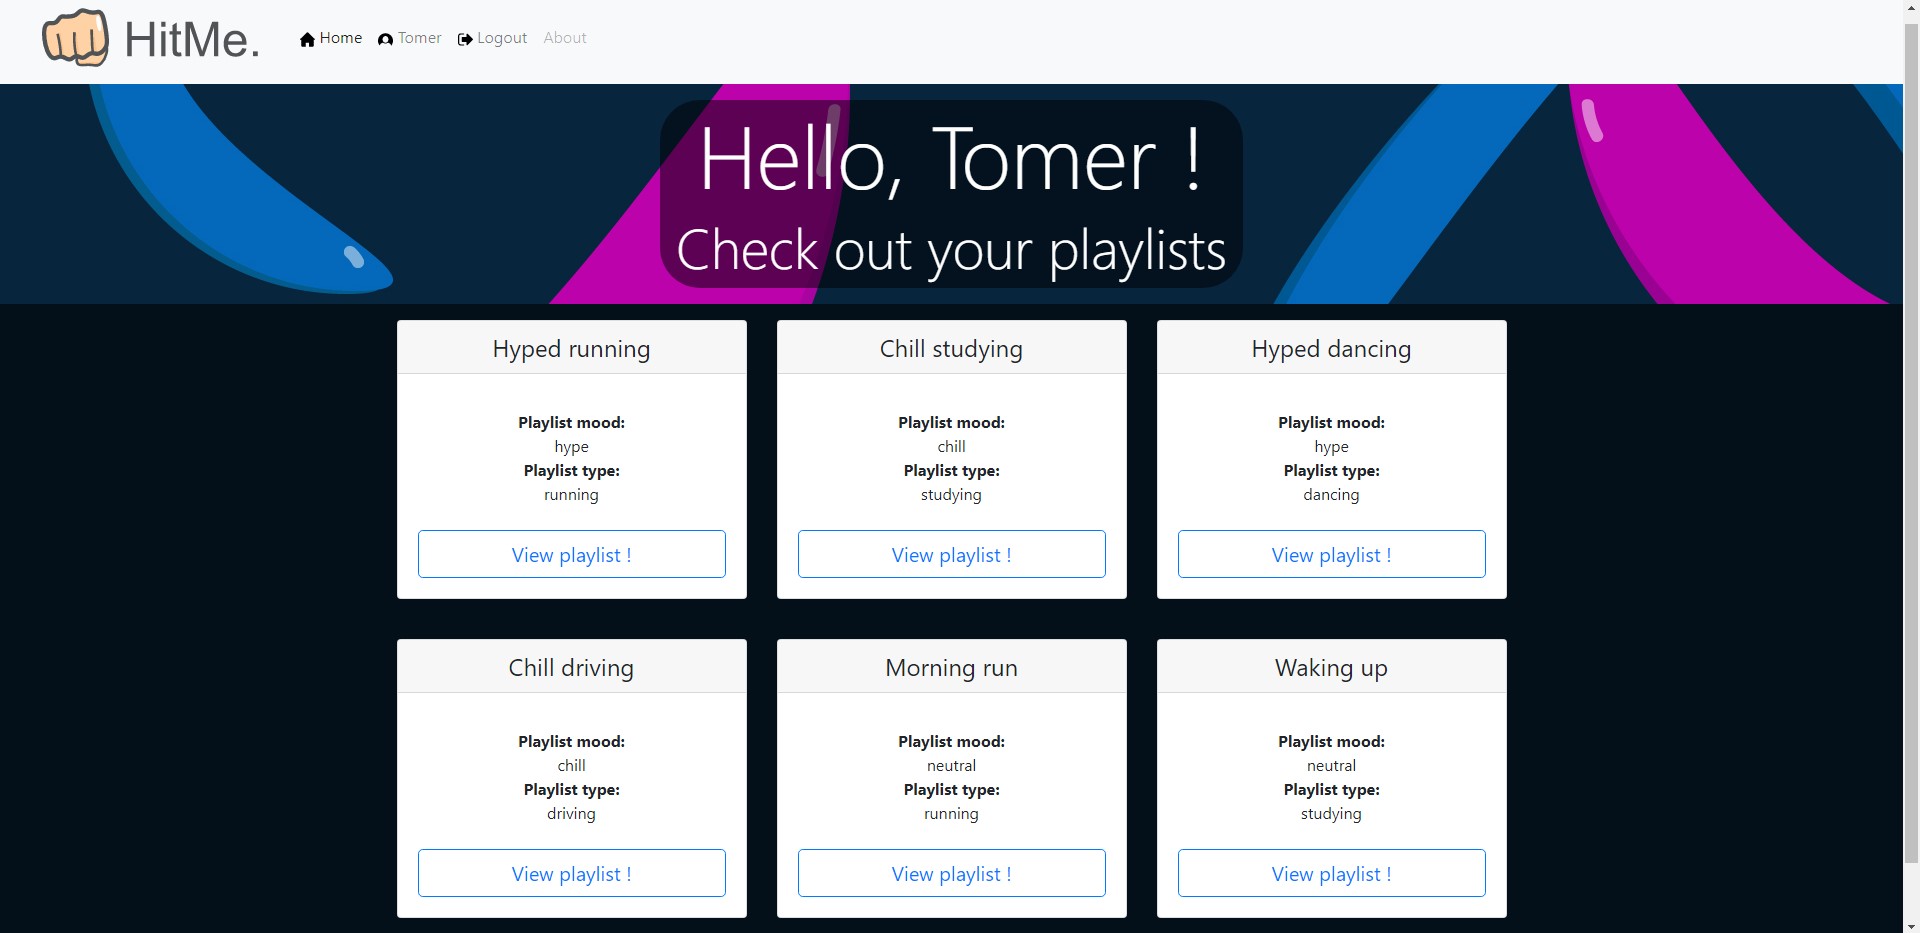 HitMe.
Home Tomer Logout About
Hello, Tomer !
Check out your playlists
Hyped running
Playlist mood:
hype
Playlist type:
running
View playlist !
Chill studying
Playlist mood:
chill
Playlist type:
studying
View playlist !
Hyped dancing
Playlist mood:
hype
Playlist type:
dancing
View playlist !
Chill driving
Playlist mood:
chill
Playlist type:
driving
View playlist !
Morning run
Playlist mood:
neutral
Playlist type:
running
View playlist !
Waking up
Playlist mood:
neutral
Playlist type:
studying
View playlist !